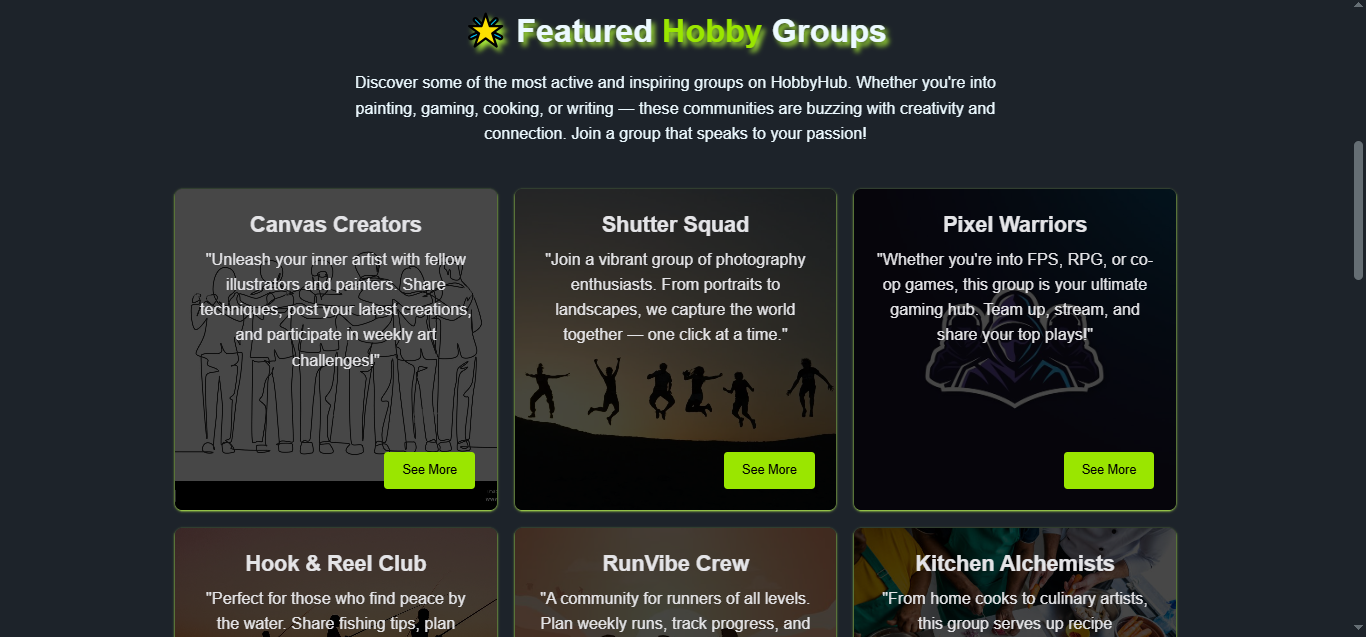 Featured Hobby Groups
Discover some of the most active and inspiring groups on HobbyHub. Whether you're into
painting, gaming, cooking, or writing — these communities are buzzing with creativity and
connection. Join a group that speaks to your passion!
Canvas Creators
"Unleash your inner artist with fellow
illustrators and painters. Share
techniques, post your latest creations,
and participate in weekly art
challenges!"
See More
Shutter Squad
"Join a vibrant group of photography
enthusiasts. From portraits to
landscapes, we capture the world
together — one click at a time."
See More
Pixel Warriors
"Whether you're into FPS, RPG, or co-
op games, this group is your ultimate
gaming hub. Team up, stream, and
share your top plays!"
See More
Hook & Reel Club
"Perfect for those who find peace by
the water. Share fishing tips, plan
RunVibe Crew
"A community for runners of all levels.
Plan weekly runs, track progress, and
Kitchen Alchemists
"From home cooks to culinary artists,
this group serves up recipe